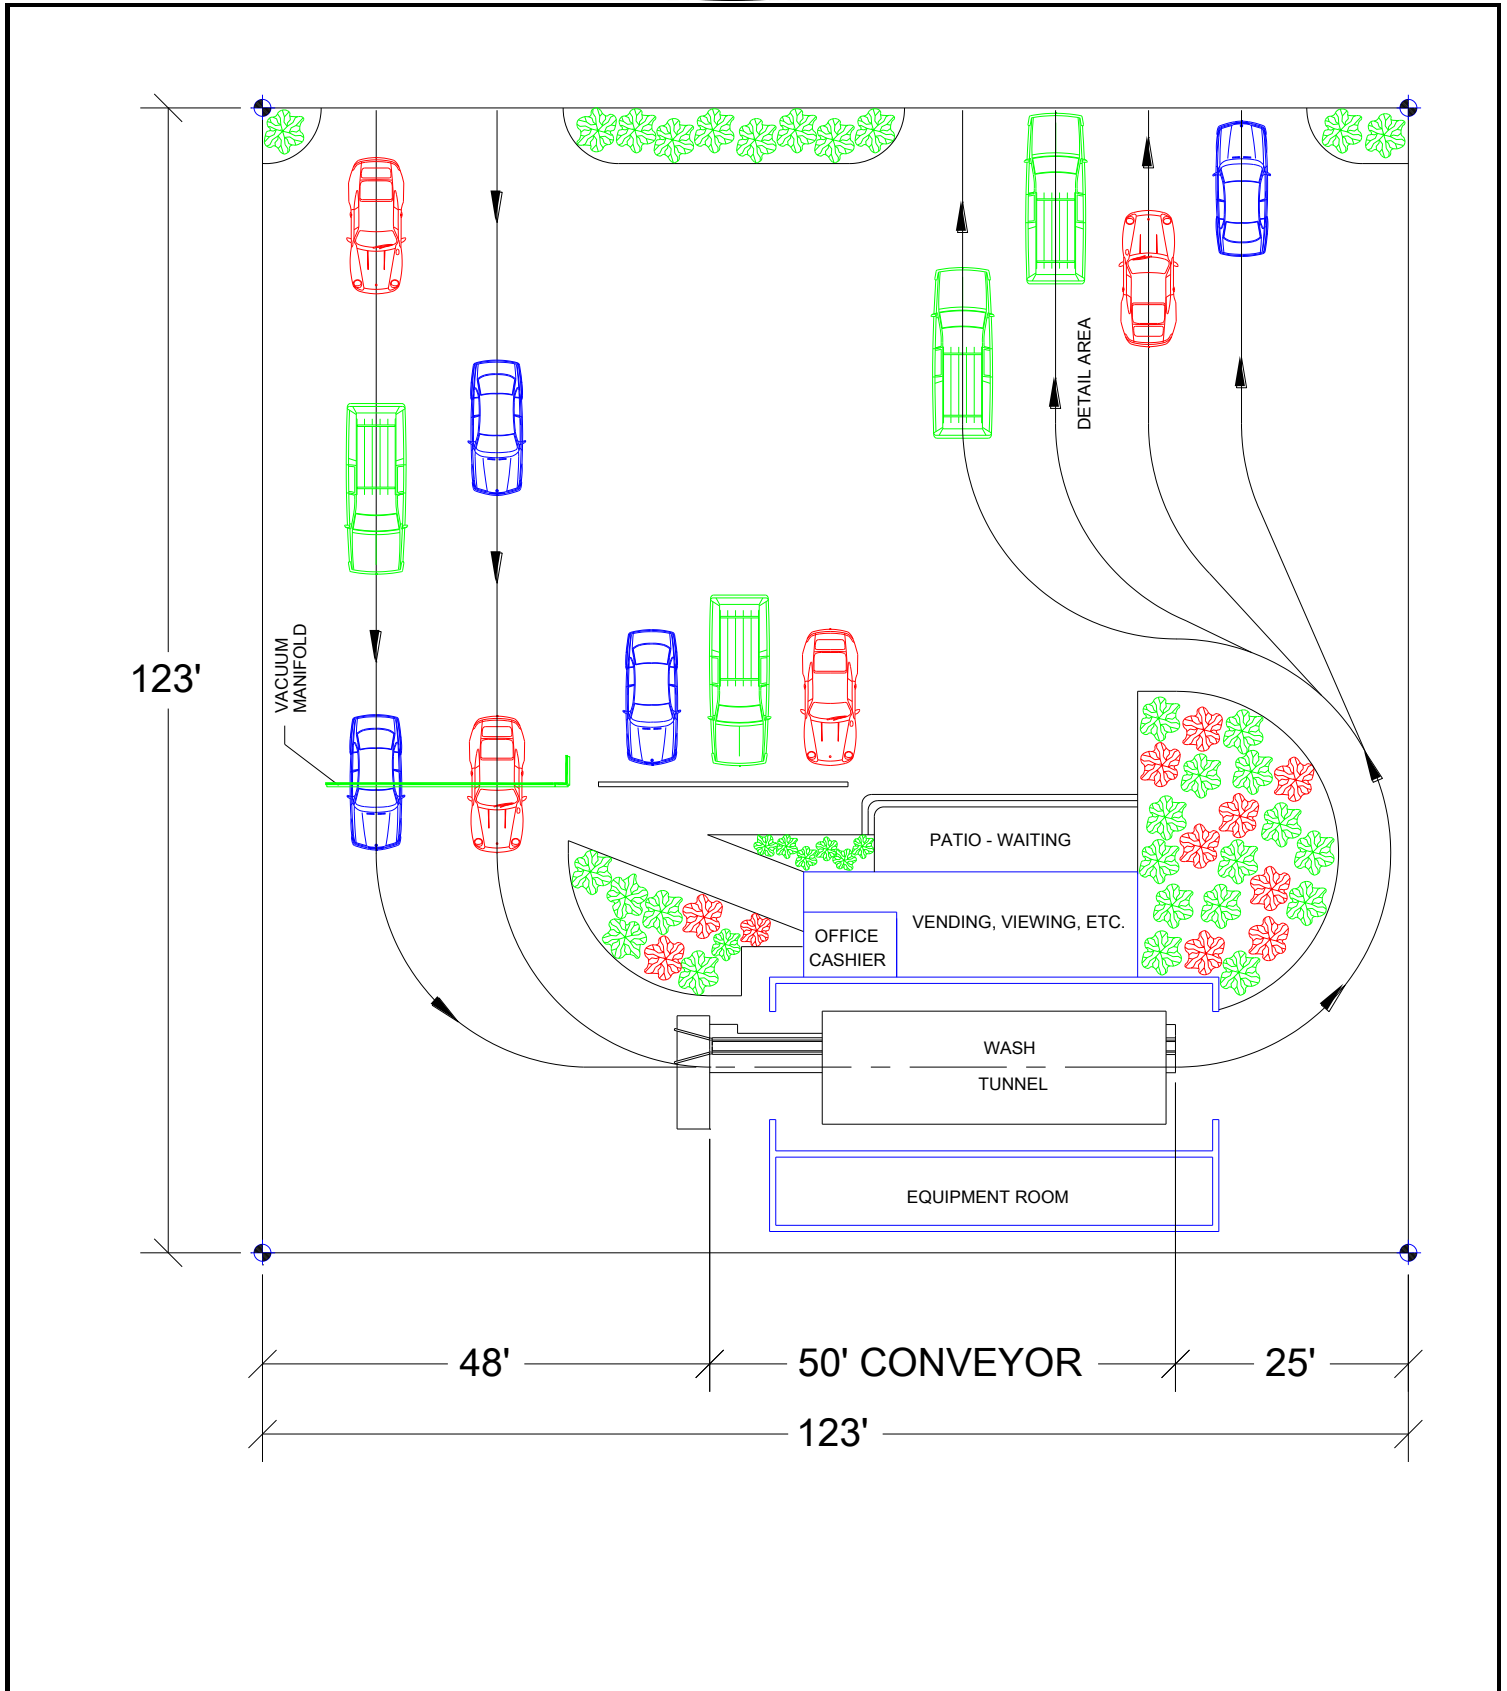 DETAIL AREA
VACUUM
MANIFOLD
123'
PATIO - WAITING
VENDING, VIEWING, ETC.
OFFICE
CASHIER
WASH
TUNNEL
EQUIPMENT ROOM
48'
50' CONVEYOR
25'
123'